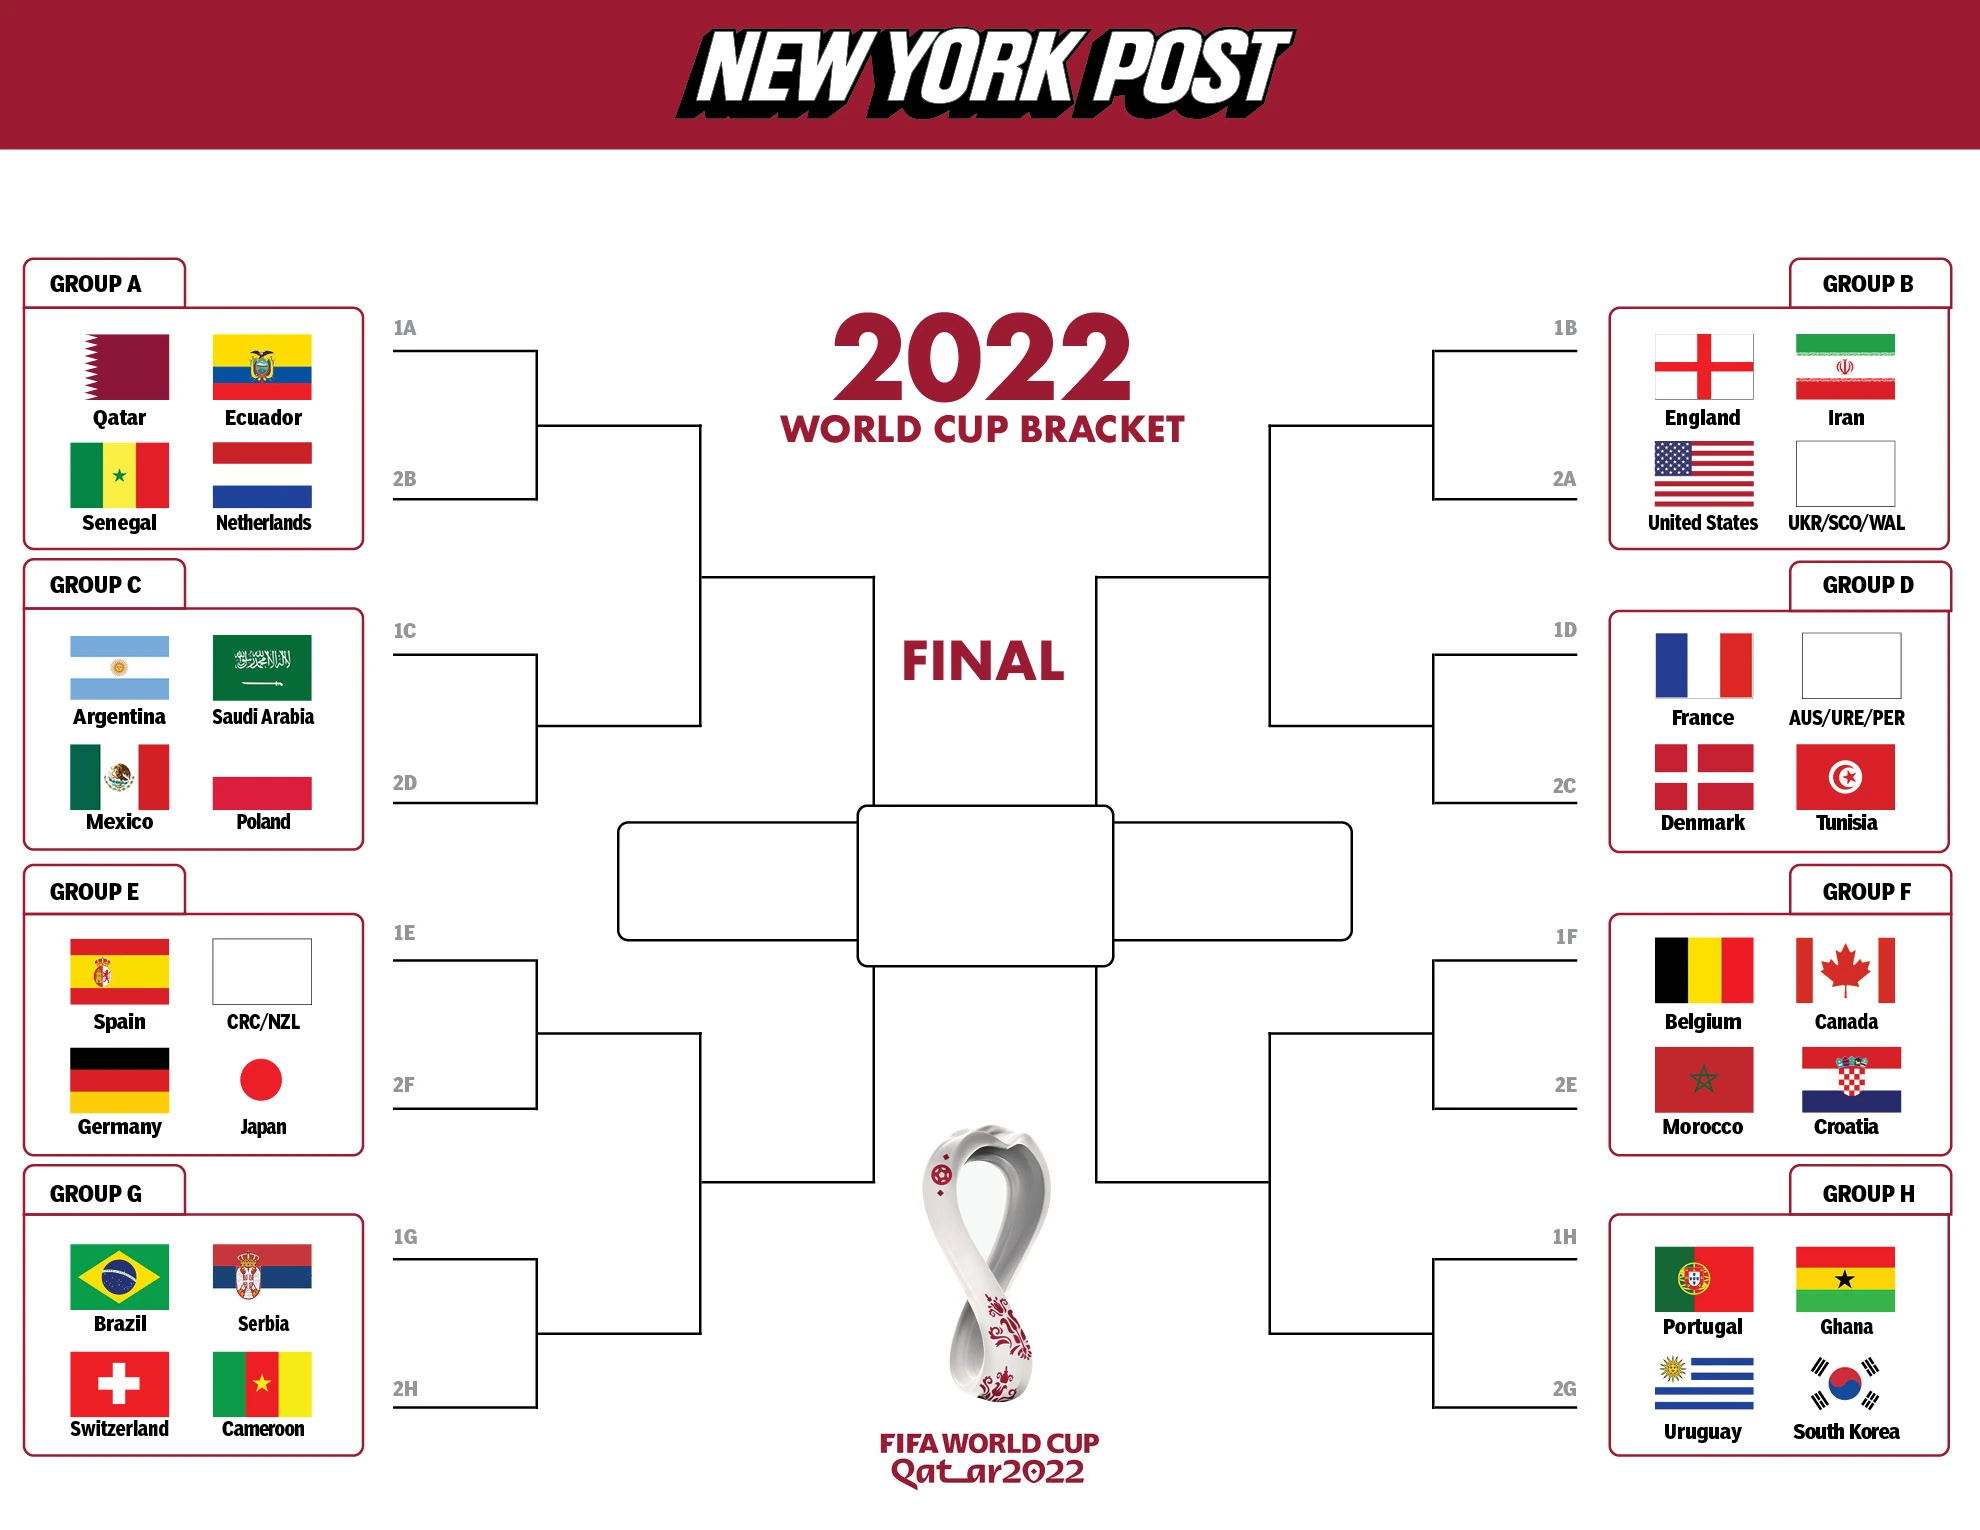 NEW YORK POST
2022
WORLD CUP BRACKET
FINAL
GROUP A
Qatar
Ecuador
Senegal
Netherlands
GROUP C
Argentina
Saudi Arabia
Mexico
Poland
GROUP E
Spain
CRC/NZL
Germany
Japan
GROUP G
Brazil
Serbia
Switzerland
Cameroon
1A
2B
1C
2D
1E
2F
1G
2H
1B
2A
1D
2C
1F
2E
1H
2G
GROUP B
England
Iran
United States
UKR/SCO/WAL
GROUP D
France
AUS/URE/PER
Denmark
Tunisia
GROUP F
Belgium
Canada
Morocco
Croatia
GROUP H
Portugal
Ghana
Uruguay
South Korea
FIFA WORLD CUP
Qatar2022